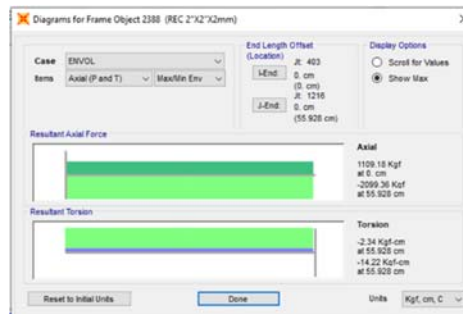 Diagrams for Frame Object 2388 (REC 2"X2"X2mm)
Case ENVOL
Items Axial (P and T) Max/Min Env
End Length Offset
(Location)
I-End: Jt: 403
0. cm
(0. cm)
J-End: Jt: 1216
0. cm
(55.928 cm)
Display Options
Scroll for Values
Show Max
Resultant Axial Force
Axial
1109.18 Kgf
at 0. cm
-2099.36 Kgf
at 55.928 cm
Resultant Torsion
Torsion
-2.34 Kgf-cm
at 55.928 cm
-14.22 Kgf-cm
at 55.928 cm
Reset to Initial Units
Done
Units Kgf, cm, C